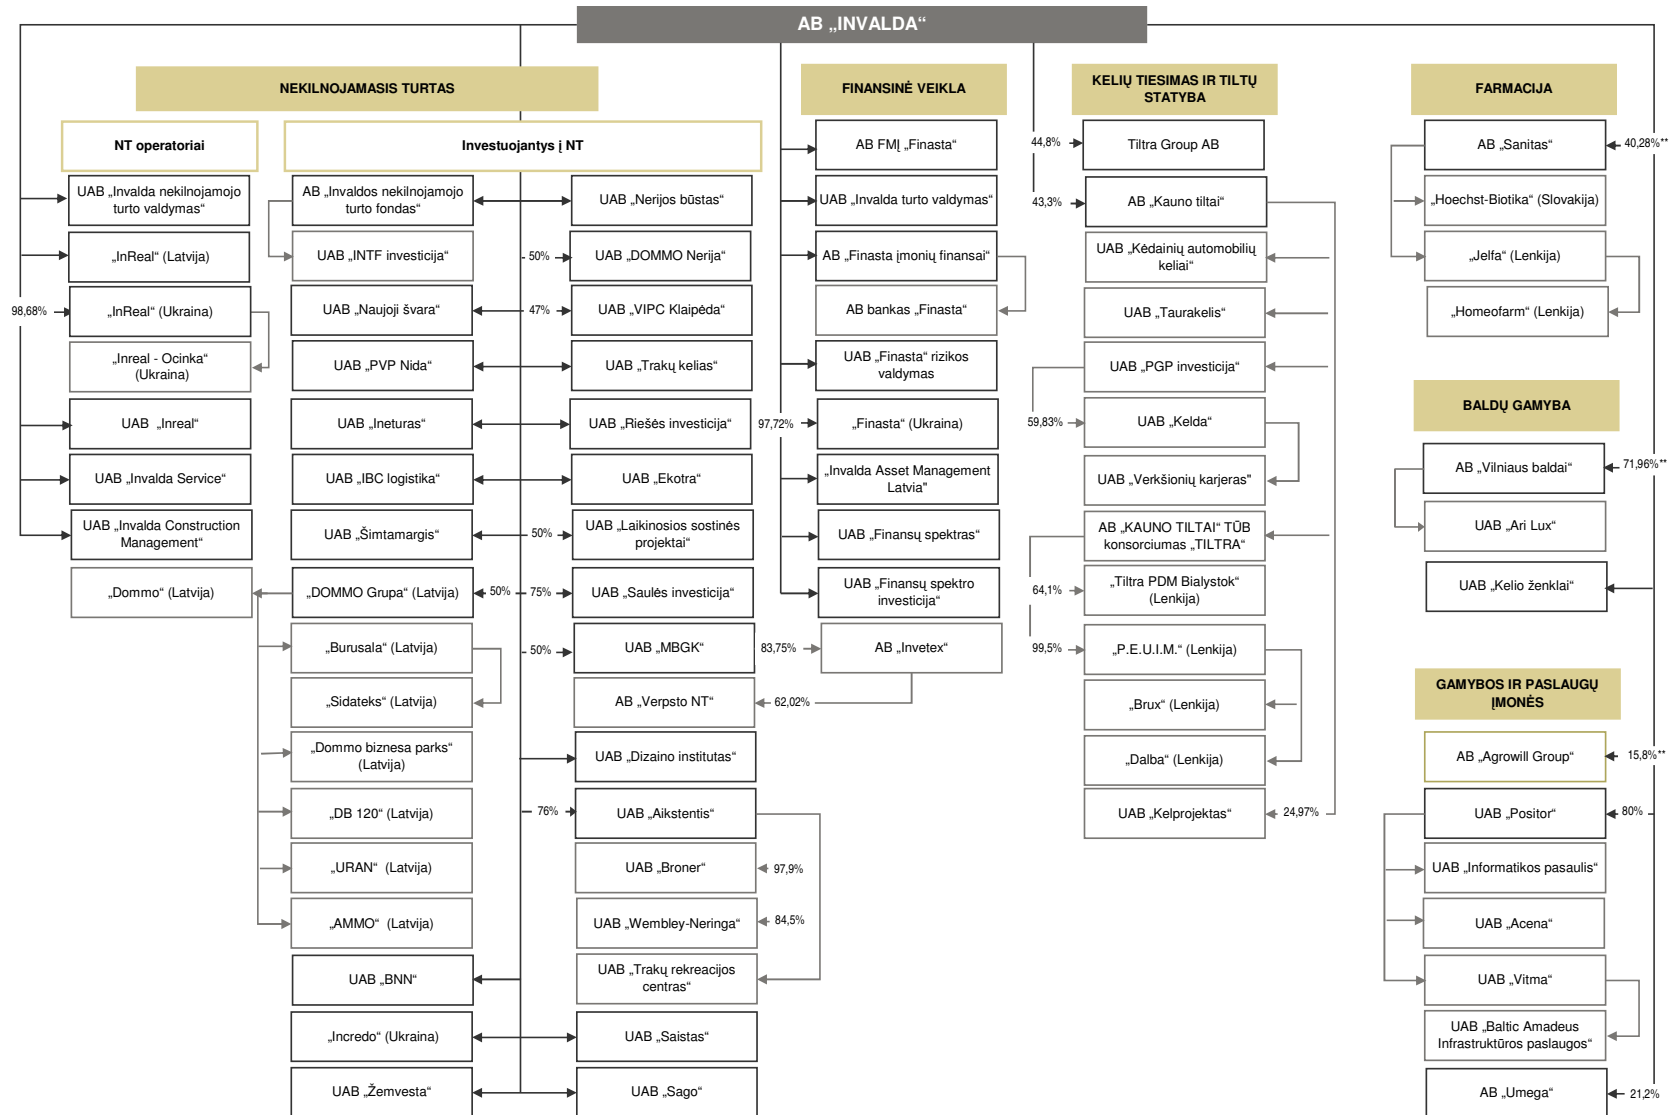 AB „INVALDA“
NEKILNOJAMASIS TURTAS
NT operatoriai
UAB „Invalda nekilnojamojo
turto valdymas“
„InReal“ (Latvija)
98,68%
„InReal“ (Ukraina)
„Inreal - Ocinka“
(Ukraina)
UAB „Inreal“
UAB „Invalda Service“
UAB „Invalda Construction
Management“
„Dommo“ (Latvija)
Investuojantys į NT
AB „Invaldos nekilnojamojo
turto fondas“
UAB „INTF investicija“
UAB „Naujoji švara“
UAB „PVP Nida“
UAB „Ineturas“
UAB „IBC logistika“
UAB „Šimtamargis“
„DOMMO Grupa“ (Latvija)
50%
„Burusala“ (Latvija)
„Sidateks“ (Latvija)
„Dommo biznesa parks“
(Latvija)
„DB 120“ (Latvija)
„URAN“ (Latvija)
„AMMO“ (Latvija)
UAB „BNN“
„Incredo“ (Ukraina)
UAB „Žemvesta“
UAB „Nerijos būstas“
50%
UAB „DOMMO Nerija“
47%
UAB „VIPC Klaipėda“
UAB „Trakų kelias“
UAB „Riešės investicija“
UAB „Ekotra“
50%
UAB „Laikinosios sostinės
projektai“
75%
UAB „Saulės investicija“
50%
UAB „MBGK“
AB „Verpsto NT“
62,02%
UAB „Dizaino institutas“
76%
UAB „Aikstentis“
UAB „Broner“
97,9%
UAB „Wembley-Neringa“
84,5%
UAB „Trakų rekreacijos
centras“
UAB „Saistas“
UAB „Sago“
FINANSINĖ VEIKLA
AB FMĮ „Finasta“
UAB „Invalda turto valdymas“
AB „Finasta įmonių finansai“
AB bankas „Finasta“
UAB „Finasta“ rizikos
valdymas
97,72%
„Finasta“ (Ukraina)
„Invalda Asset Management
Latvia"
UAB „Finansų spektras“
UAB „Finansų spektro
investicija“
83,75%
AB „Invetex“
KELIŲ TIESIMAS IR TILTŲ
STATYBA
44,8%
Tiltra Group AB
43,3%
AB „Kauno tiltai“
UAB „Kėdainių automobilių
keliai“
UAB „Taurakelis“
UAB „PGP investicija“
59,83%
UAB „Kelda“
UAB „Verkšionių karjeras"
AB „KAUNO TILTAI“ TŪB
konsorciumas „TILTRA“
64,1%
„Tiltra PDM Bialystok“
(Lenkija)
99,5%
„P.E.U.I.M.“ (Lenkija)
„Brux“ (Lenkija)
„Dalba“ (Lenkija)
UAB „Kelprojektas“
24,97%
FARMACIJA
AB „Sanitas“
40,28%**
„Hoechst-Biotika“ (Slovakija)
„Jelfa“ (Lenkija)
„Homeofarm“ (Lenkija)
BALDŲ GAMYBA
AB „Vilniaus baldai“
71,96%**
UAB „Ari Lux“
UAB „Kelio ženklai“
GAMYBOS IR PASLAUGŲ
ĮMONĖS
AB „Agrowill Group“
15,8%**
UAB „Positor“
80%
UAB „Informatikos pasaulis“
UAB „Acena“
UAB „Vitma“
UAB „Baltic Amadeus
Infrastruktūros paslaugos“
AB „Umega“
21,2%